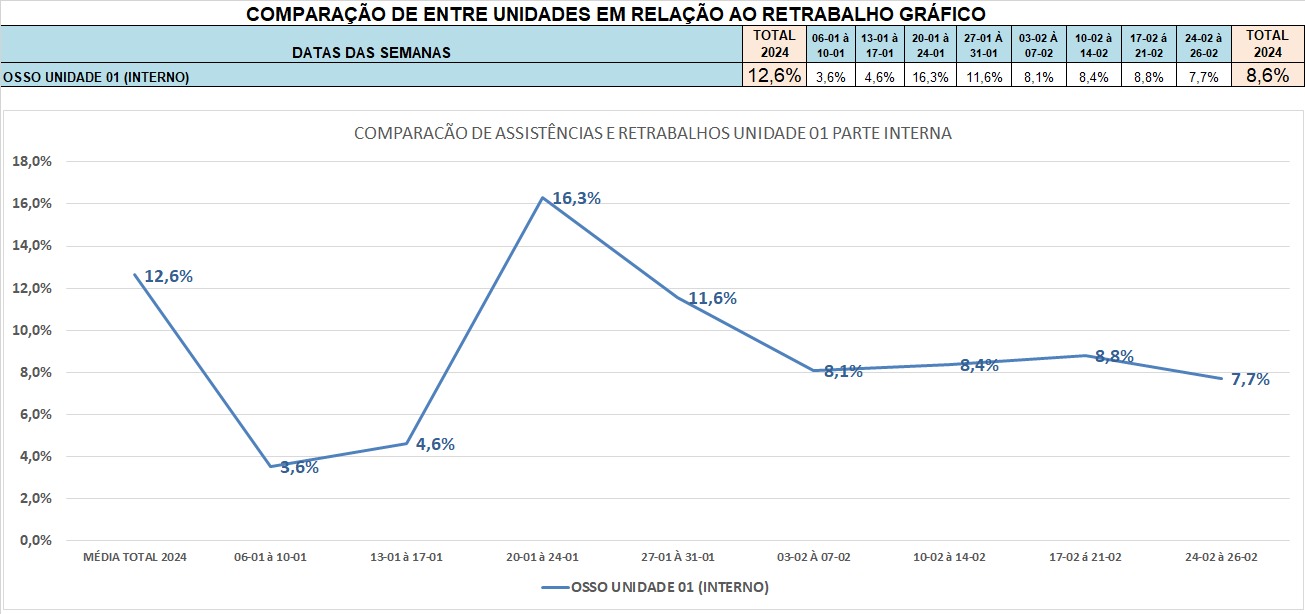 COMPARAÇÃO DE ENTRE UNIDADES EM RELAÇÃO AO RETRABALHO GRÁFICO
DATAS DAS SEMANAS
TOTAL 2024
06-01 à 10-01
13-01 à 17-01
20-01 à 24-01
27-01 À 31-01
03-02 À 07-02
10-02 à 14-02
17-02 á 21-02
24-02 à 26-02
TOTAL 2024
OSSO UNIDADE 01 (INTERNO) 12,6% 3,6% 4,6% 16,3% 11,6% 8,1% 8,4% 8,8% 7,7% 8,6%
COMPARACÃO DE ASSISTÊNCIAS E RETRABALHOS UNIDADE 01 PARTE INTERNA
18,0%
16,0%
14,0%
12,0%
10,0%
8,0%
6,0%
4,0%
2,0%
0,0%
12,6%
3,6%
4,6%
16,3%
11,6%
8,1%
8,4%
8,8%
7,7%
MÉDIA TOTAL 2024 06-01 à 10-01 13-01 à 17-01 20-01 à 24-01 27-01 À 31-01 03-02 À 07-02 10-02 à 14-02 17-02 á 21-02 24-02 à 26-02
OSSO UNIDADE 01 (INTERNO)